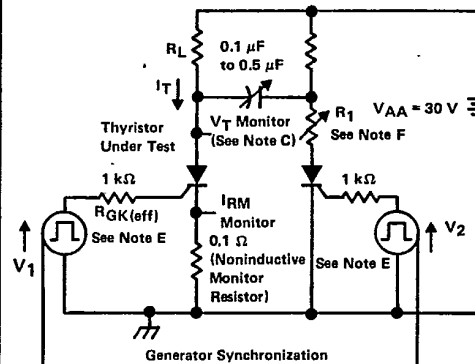 RL
0.1 µF
to 0.5 µF
IT
VT Monitor
(See Note C)
R1
See Note F
VAA = 30 V
Thyristor
Under Test
1 kΩ
RGK(eff)
See Note E
V1
IRM
Monitor
0.1 Ω
(Noninductive
Monitor
Resistor)
1 kΩ
See Note E
V2
Generator Synchronization